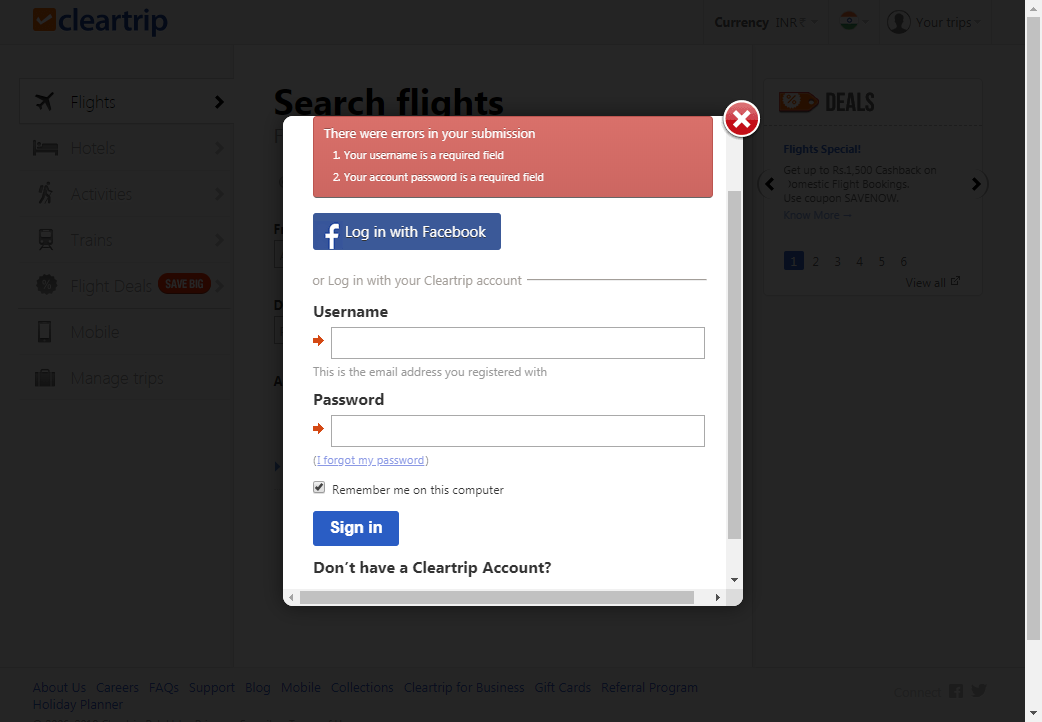 cleartrip
Currency INR₹
Your trips
Flights
Hotels
Activities
Trains
Flight Deals SAVE BIG
Mobile
Manage trips
Search flights
There were errors in your submission
1. Your username is a required field
2. Your account password is a required field
f Log in with Facebook
or Log in with your Cleartrip account
Username
This is the email address you registered with
Password
(I forgot my password)
Remember me on this computer
Sign in
Don't have a Cleartrip Account?
% DEALS
Flights Special!
Get up to Rs.1,500 Cashback on
Domestic Flight Bookings.
Use coupon SAVENOW.
Know More →
1 2 3 4 5 6
View all
About Us Careers FAQs Support Blog Mobile Collections Cleartrip for Business Gift Cards Referral Program
Holiday Planner
Connect